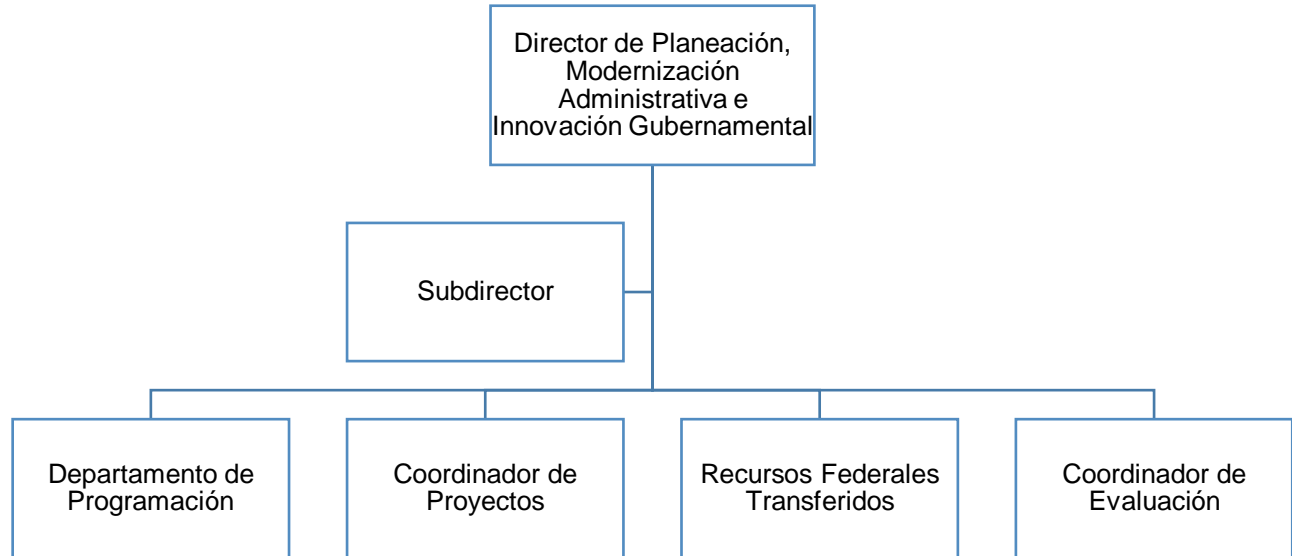 Director de Planeación,
Modernización
Administrativa e
Innovación Gubernamental
Subdirector
Departamento de
Programación
Coordinador de
Proyectos
Recursos Federales
Transferidos
Coordinador de
Evaluación